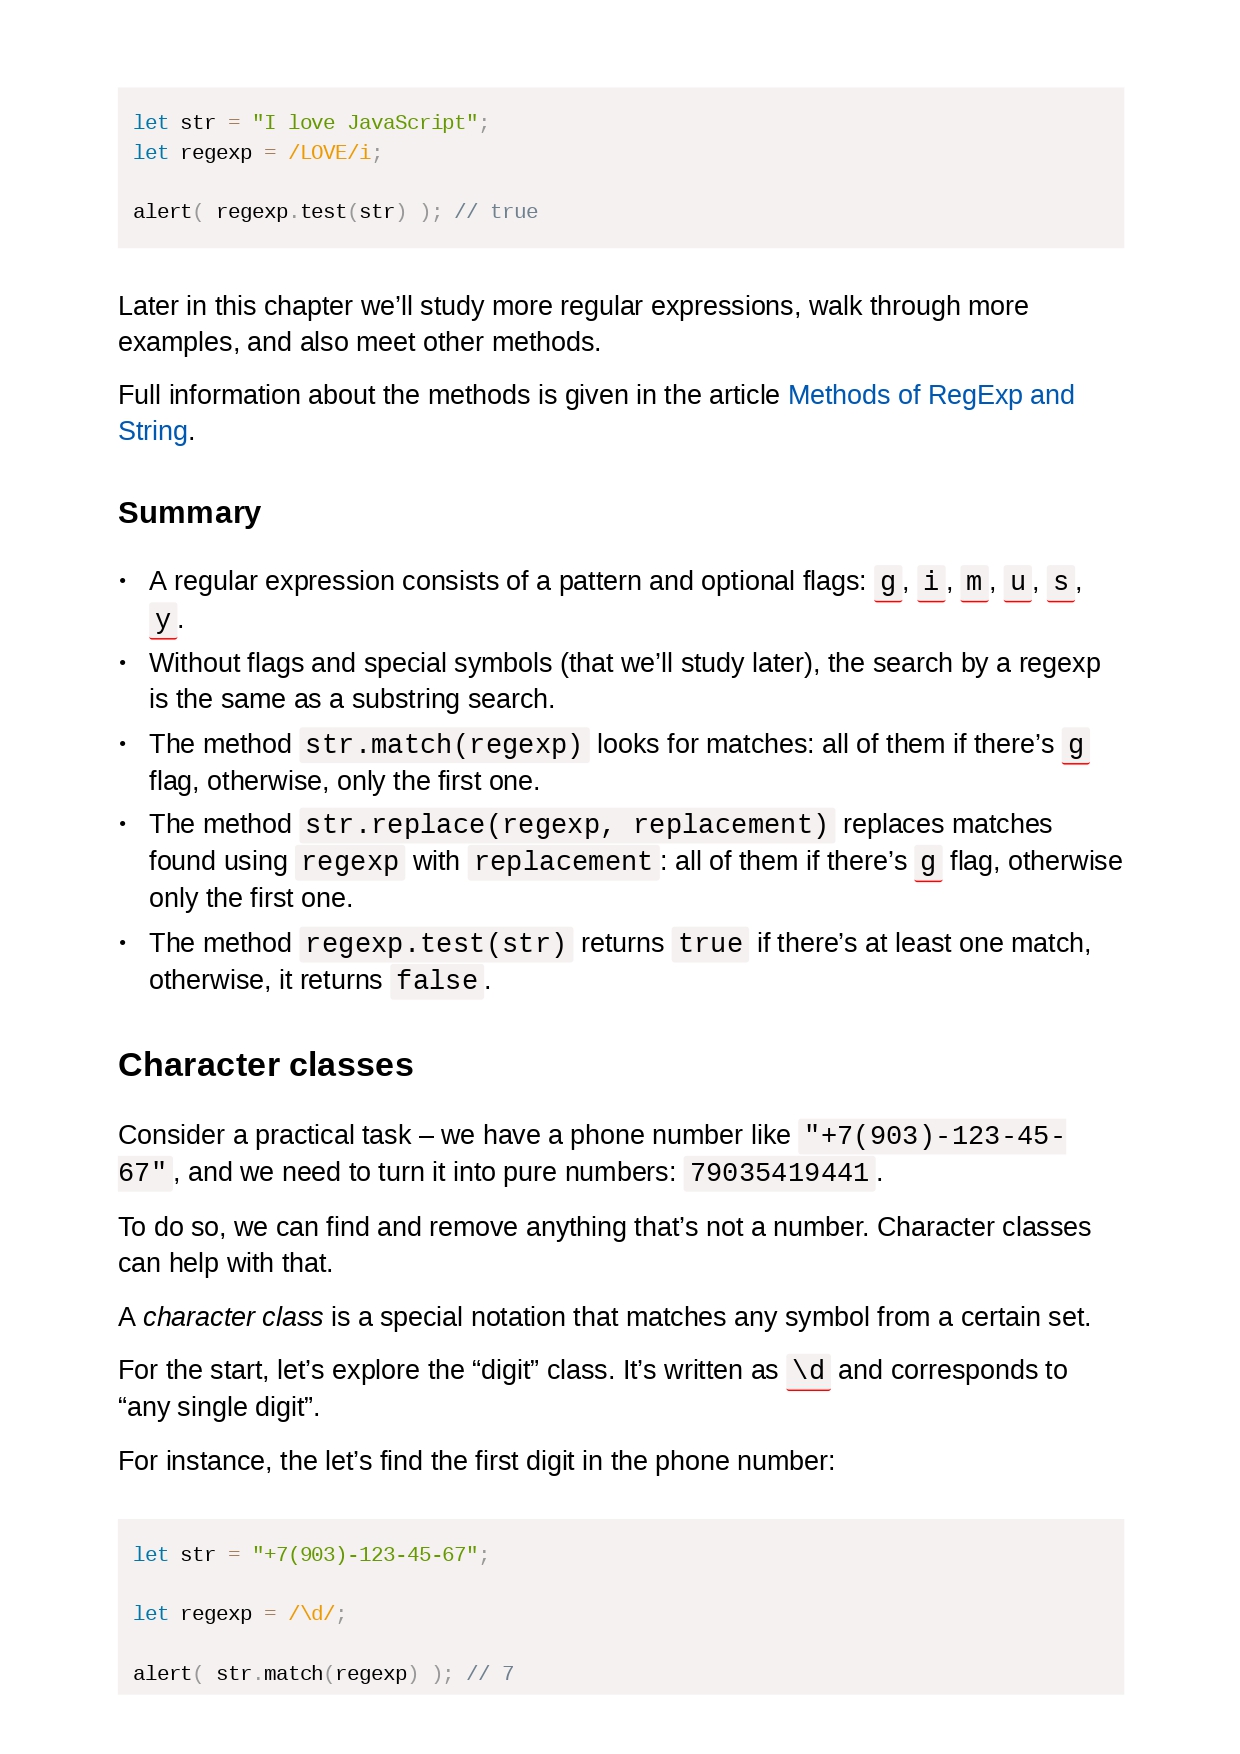 let str = "I love JavaScript";
let regexp = /LOVE/i;
alert( regexp.test(str) ); // true
Later in this chapter we’ll study more regular expressions, walk through more
examples, and also meet other methods.
Full information about the methods is given in the article Methods of RegExp and
String.
Summary
• A regular expression consists of a pattern and optional flags: g, i, m, u, s,
y.
• Without flags and special symbols (that we’ll study later), the search by a regexp
is the same as a substring search.
• The method str.match(regexp) looks for matches: all of them if there’s g
flag, otherwise, only the first one.
• The method str.replace(regexp, replacement) replaces matches
found using regexp with replacement: all of them if there’s g flag, otherwise
only the first one.
• The method regexp.test(str) returns true if there’s at least one match,
otherwise, it returns false.
Character classes
Consider a practical task – we have a phone number like "+7(903)-123-45-
67", and we need to turn it into pure numbers: 79035419441.
To do so, we can find and remove anything that’s not a number. Character classes
can help with that.
A character class is a special notation that matches any symbol from a certain set.
For the start, let’s explore the “digit” class. It’s written as \d and corresponds to
“any single digit”.
For instance, the let’s find the first digit in the phone number:
let str = "+7(903)-123-45-67";
let regexp = /\d/;
alert( str.match(regexp) ); // 7